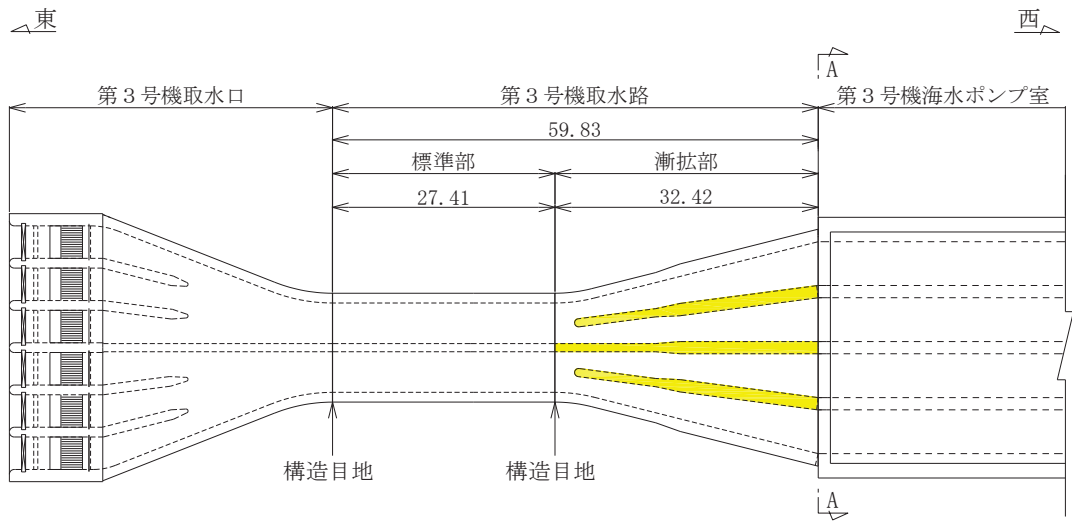 東
西
A
第３号機取水口
第３号機取水路
第３号機海水ポンプ室
59.83
標準部
漸拡部
27.41
32.42
構造目地
構造目地
A